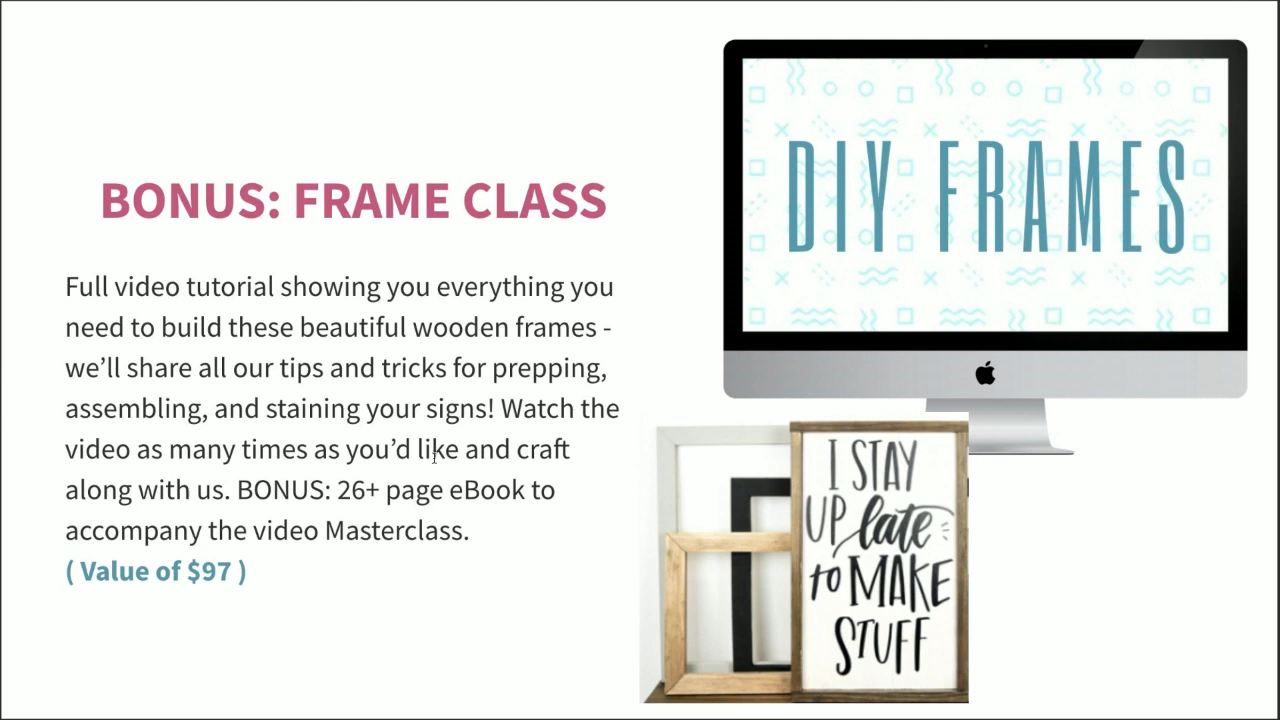 BONUS: FRAME CLASS
Full video tutorial showing you everything you
need to build these beautiful wooden frames -
we’ll share all our tips and tricks for prepping,
assembling, and staining your signs! Watch the
video as many times as you’d like and craft
along with us. BONUS: 26+ page eBook to
accompany the video Masterclass.
( Value of $97 )
DIY FRAMES
I STAY
UP late
to MAKE
STUFF